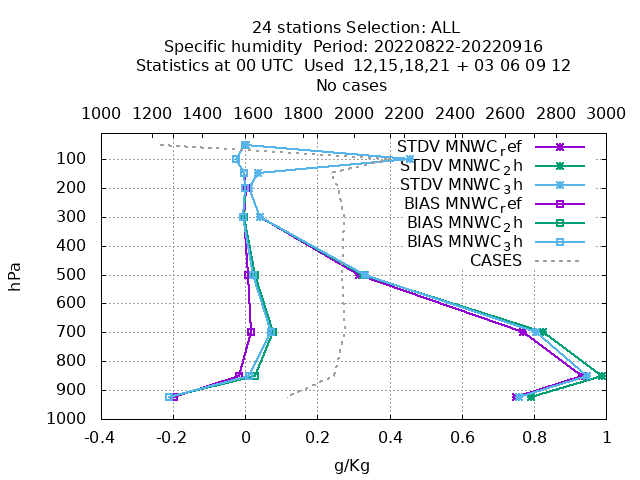 24 stations Selection: ALL
Specific humidity  Period: 20220822-20220916
Statistics at 00 UTC  Used  12,15,18,21 + 03 06 09 12
No cases
1000 1200 1400 1600 1800 2000 2200 2400 2600 2800 3000
STDV MNWC_ref
STDV MNWC_2h
STDV MNWC_3h
BIAS MNWC_ref
BIAS MNWC_2h
BIAS MNWC_3h
CASES
hPa
100
200
300
400
500
600
700
800
900
1000
-0.4 -0.2 0 0.2 0.4 0.6 0.8 1
g/Kg